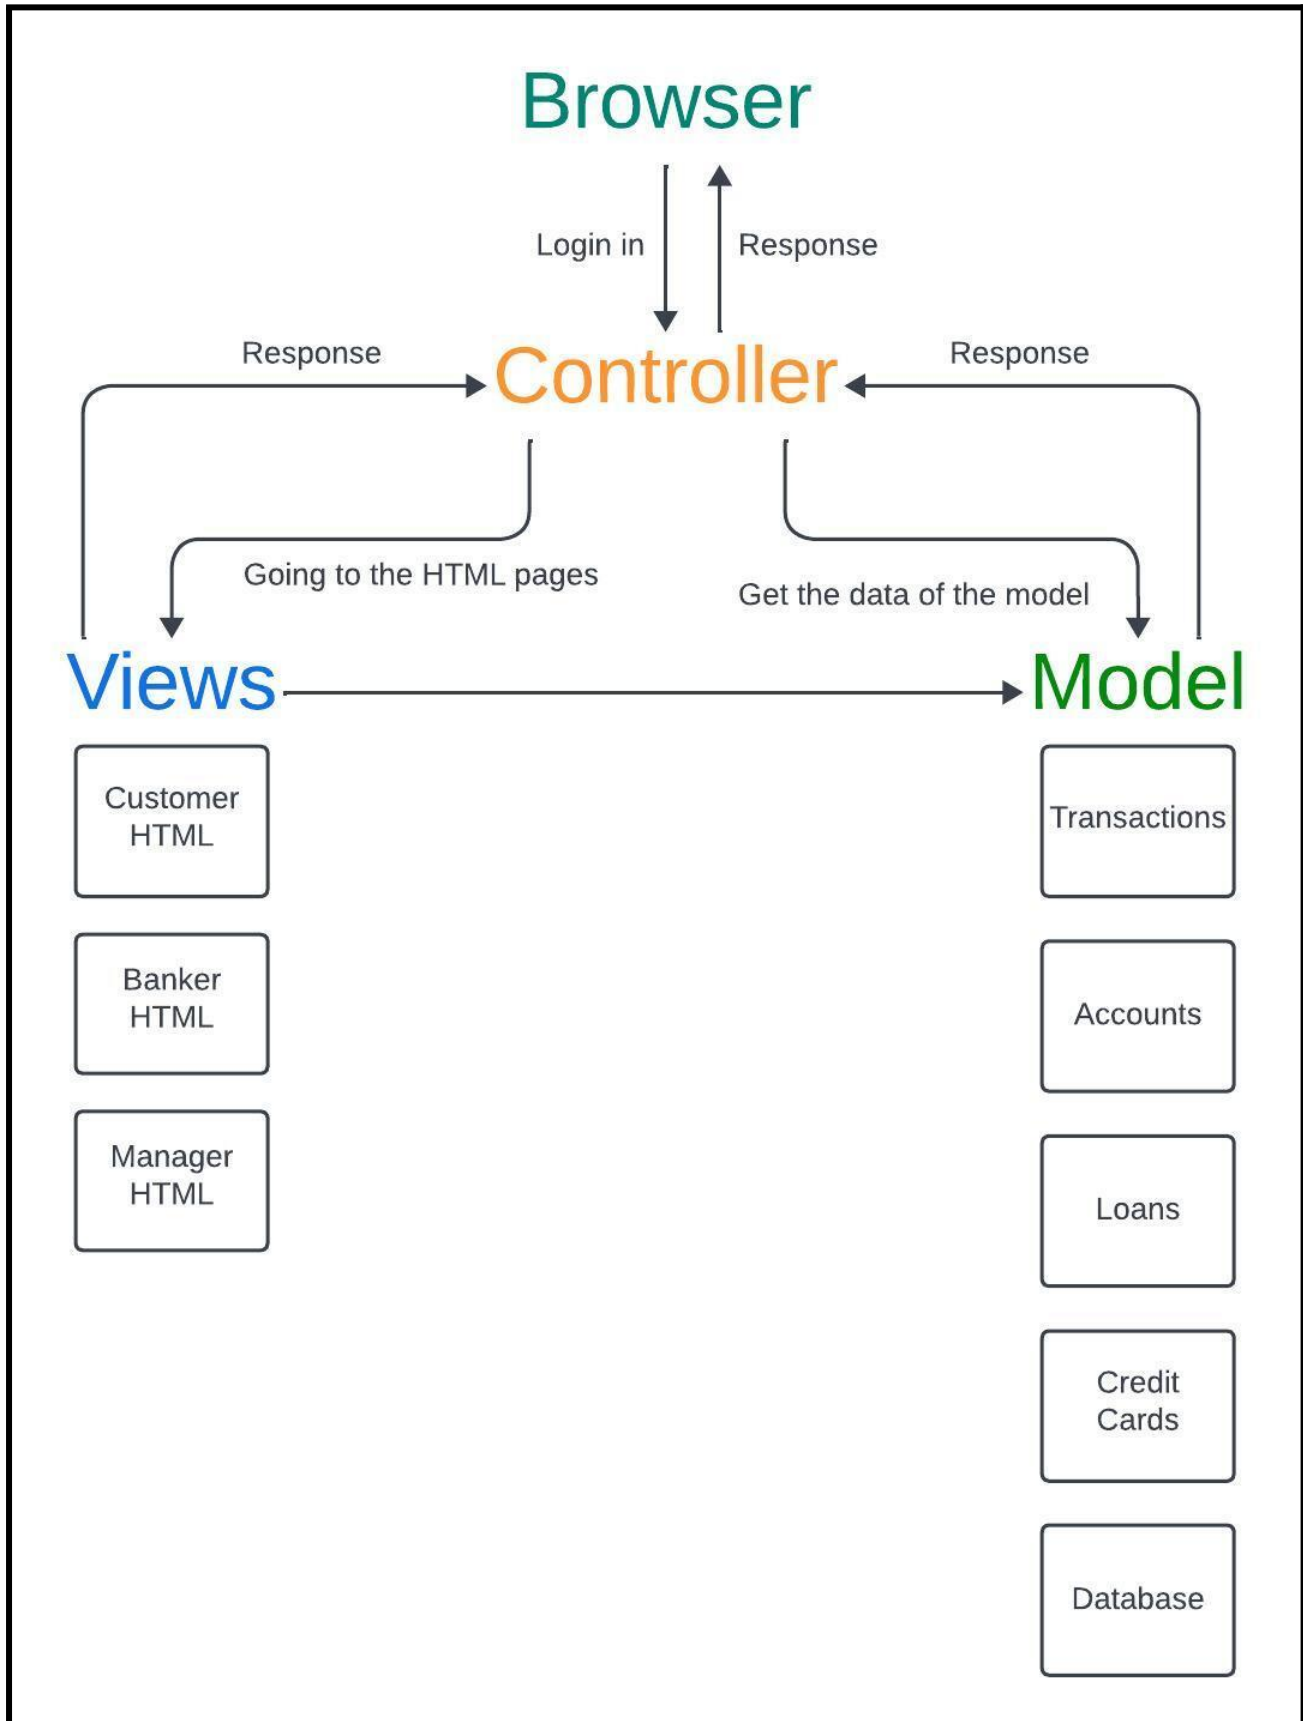 Browser
Login in
Response
Response
Controller
Response
Going to the HTML pages
Get the data of the model
Views
Model
Customer
HTML
Banker
HTML
Manager
HTML
Transactions
Accounts
Loans
Credit
Cards
Database